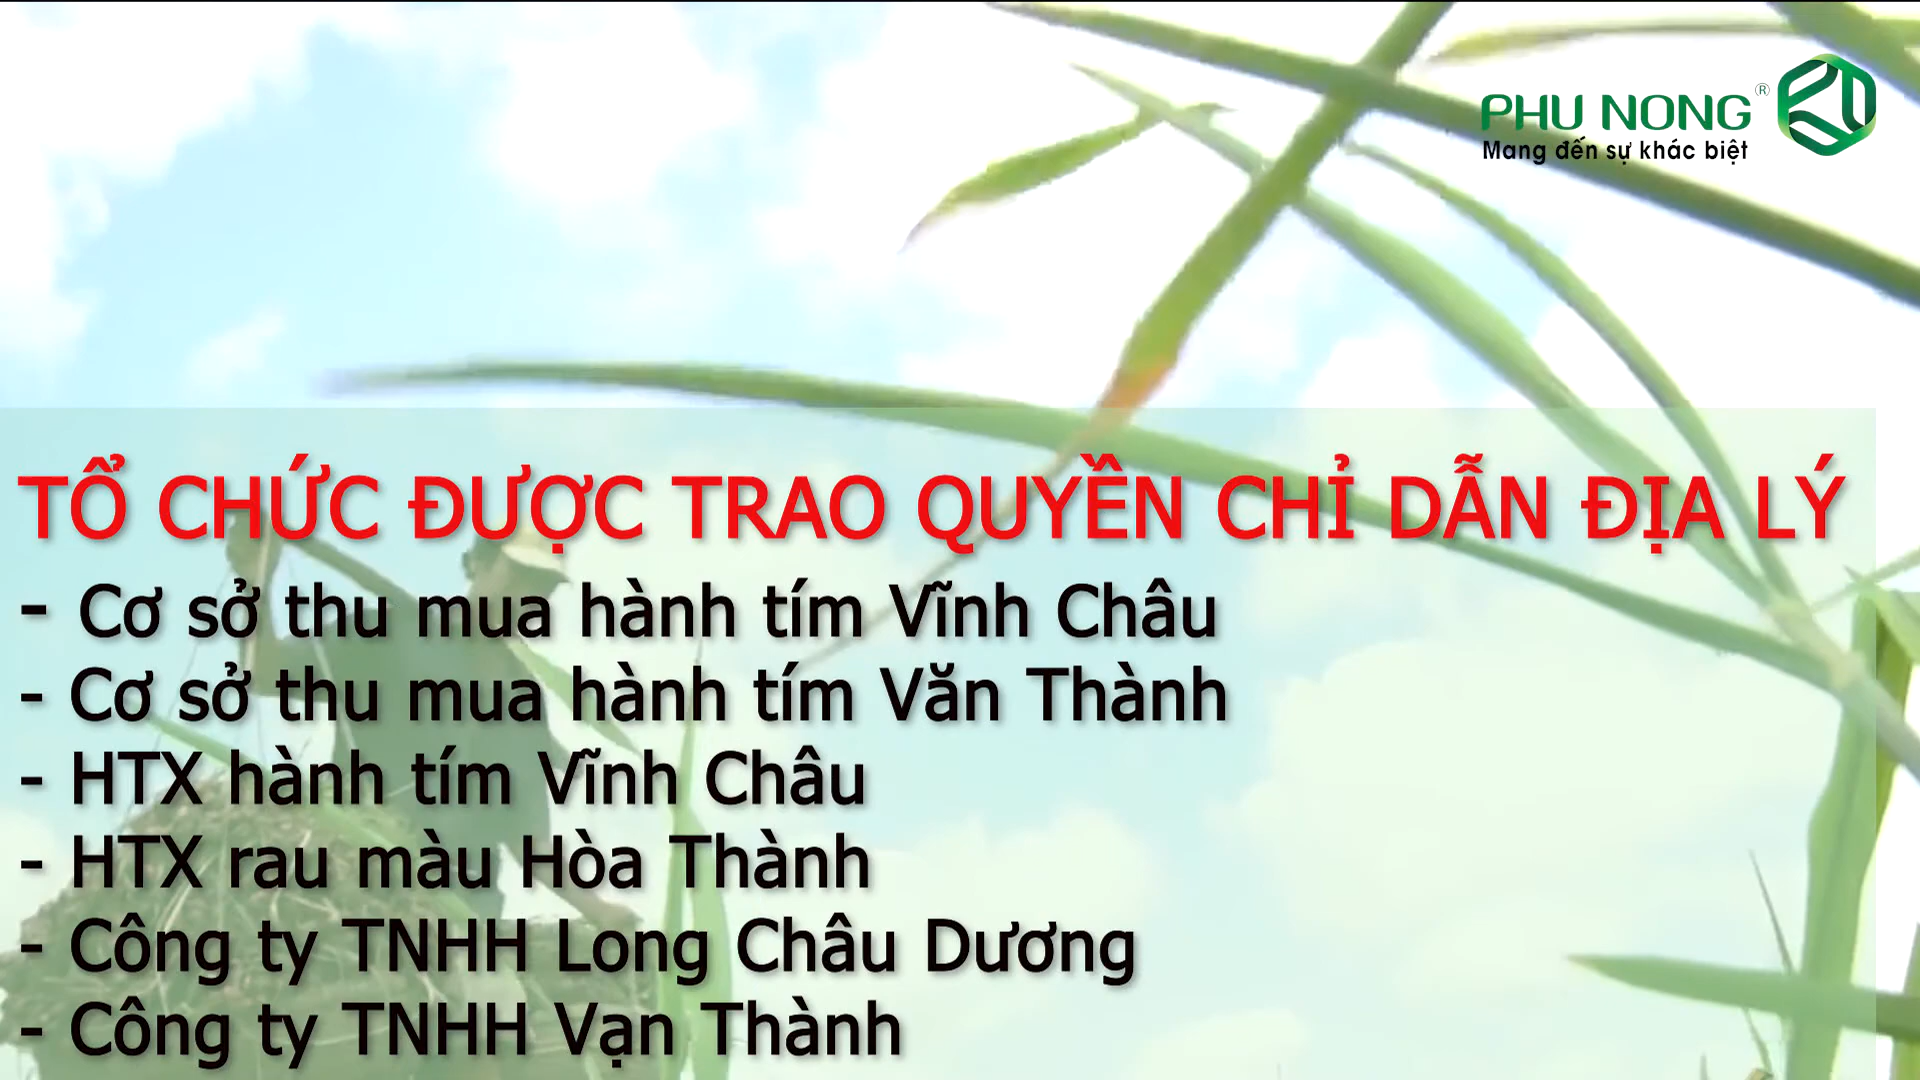 PHU NONG®
Mang đến sự khác biệt
TỔ CHỨC ĐƯỢC TRAO QUYỀN CHỈ DẪN ĐỊA LÝ
- Cơ sở thu mua hành tím Vĩnh Châu
- Cơ sở thu mua hành tím Văn Thành
- HTX hành tím Vĩnh Châu
- HTX rau màu Hòa Thành
- Công ty TNHH Long Châu Dương
- Công ty TNHH Vạn Thành